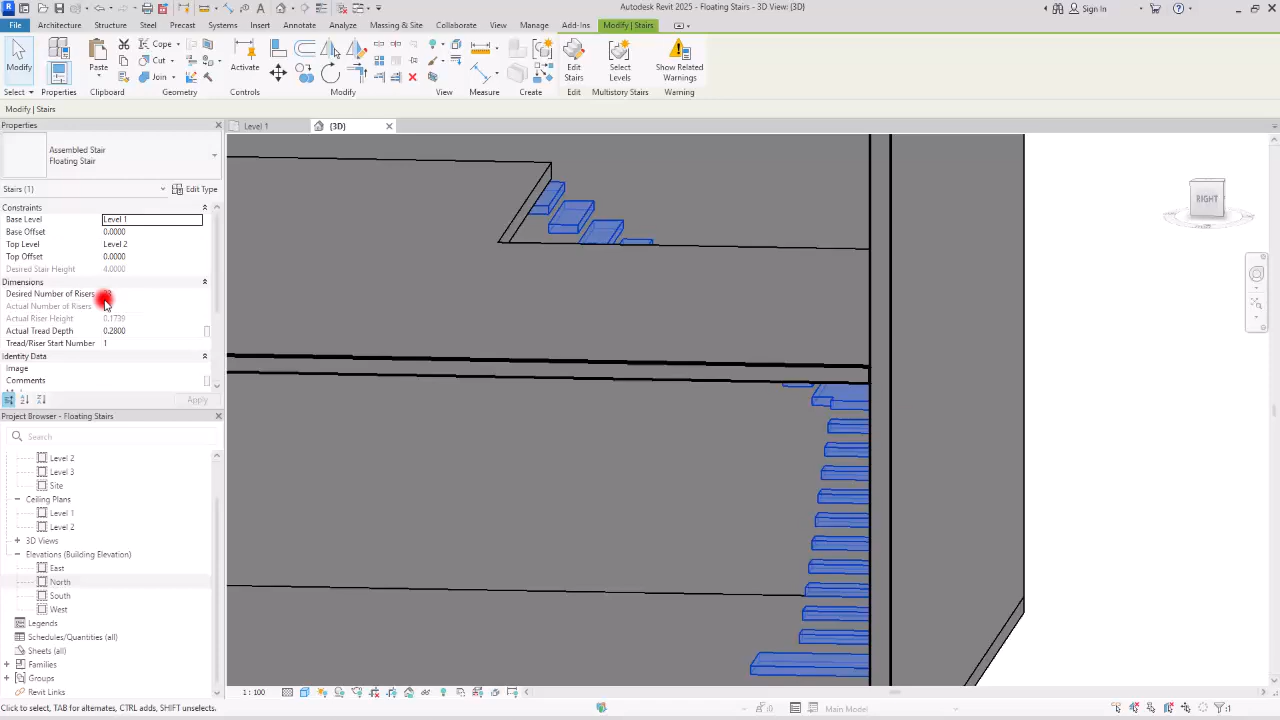 Autodesk Revit 2025 - Floating Stairs - 3D View: {3D}
Sign In
File Architecture Structure Steel Precast Systems Insert Annotate Analyze Massing & Site Collaborate View Manage Add-Ins Modify | Stairs
Modify
Paste
Cope
Cut
Join
Activate
Edit Stairs
Select Levels
Show Related Warnings
Select Properties Clipboard Geometry Controls Modify View Measure Create Edit Multistory Stairs Warning
Modify | Stairs
Properties
Level 1
{3D}
Assembled Stair
Floating Stair
Stairs (1)
Edit Type
Constraints
Base Level Level 1
Base Offset 0.0000
Top Level Level 2
Top Offset 0.0000
Desired Stair Height 4.0000
Dimensions
Desired Number of Risers
Actual Number of Risers
Actual Riser Height 0.1739
Actual Tread Depth 0.2800
Tread/Riser Start Number 1
Identity Data
Image
Comments
Apply
Project Browser - Floating Stairs
Search
Level 2
Level 3
Site
Ceiling Plans
Level 1
Level 2
3D Views
Elevations (Building Elevation)
East
North
South
West
Legends
Schedules/Quantities (all)
Sheets (all)
Families
Groups
Revit Links
RIGHT
1 : 100
Click to select, TAB for alternates, CTRL adds, SHIFT unselects.
:0
Main Model
:1